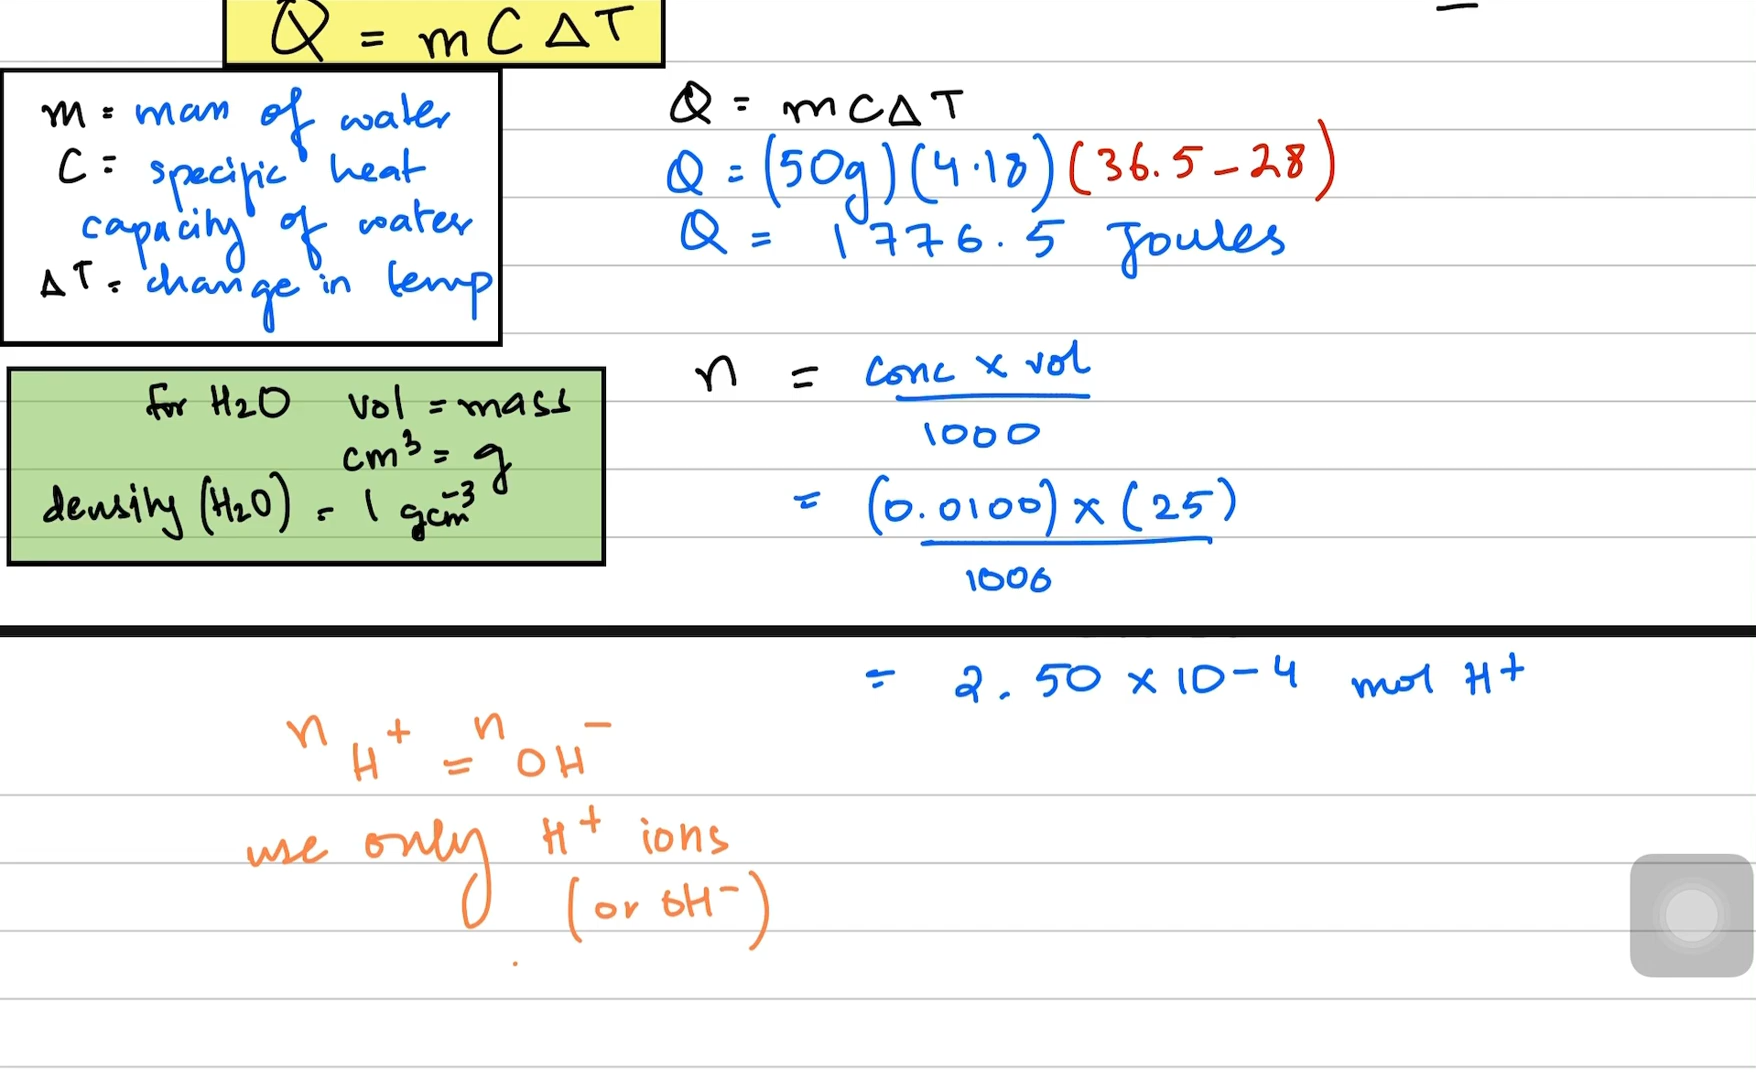 Q = mCΔT
m = mass of water
C = specific heat
capacity of water
ΔT = change in temp
for H2O vol = mass
cm³ = g
density (H2O) = 1 gcm⁻³
Q = mCΔT
Q = (50g)(4.18)(36.5-28)
Q = 1776.5 Joules
n = conc x vol
1000
= (0.0100) x (25)
1000
= 2.50 x 10-4 mol H+
n H⁺ = n OH⁻
use only H⁺ ions
(or OH⁻)